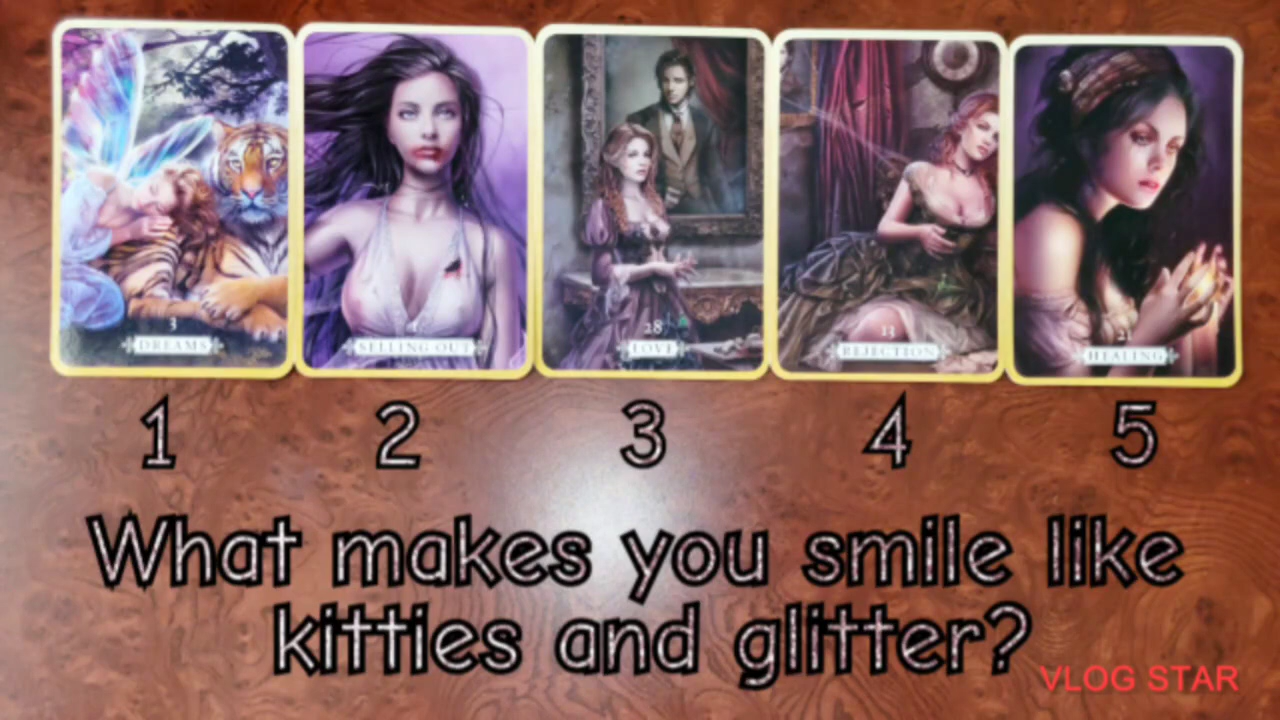 3
DREAMS
SELLING OUT
28
LOVE
13
REJECTION
21
HEALING
1
2
3
4
5
What makes you smile like
kitties and glitter?
VLOG STAR